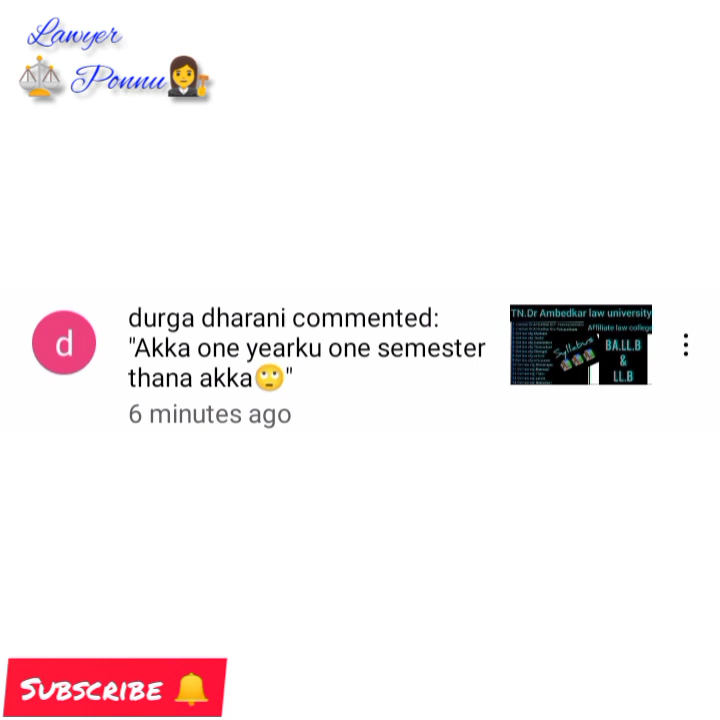 Lawyer
Ponnu
durga dharani commented:
"Akka one yearku one semester
thana akka🙄"
6 minutes ago
TN.Dr Ambedkar law university
Affiliate law college
Syllabus
BA.LL.B
&
LL.B
SUBSCRIBE